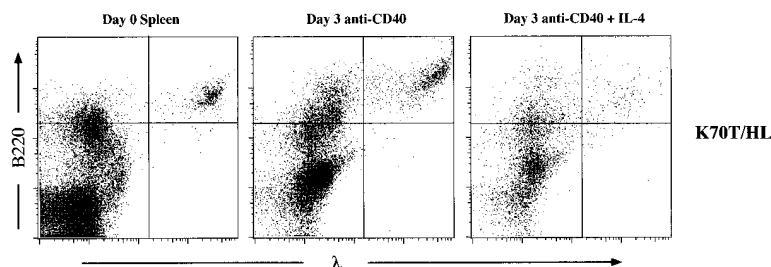 Day 0 Spleen
Day 3 anti-CD40
Day 3 anti-CD40 + IL-4
B220
K70T/HL
λ